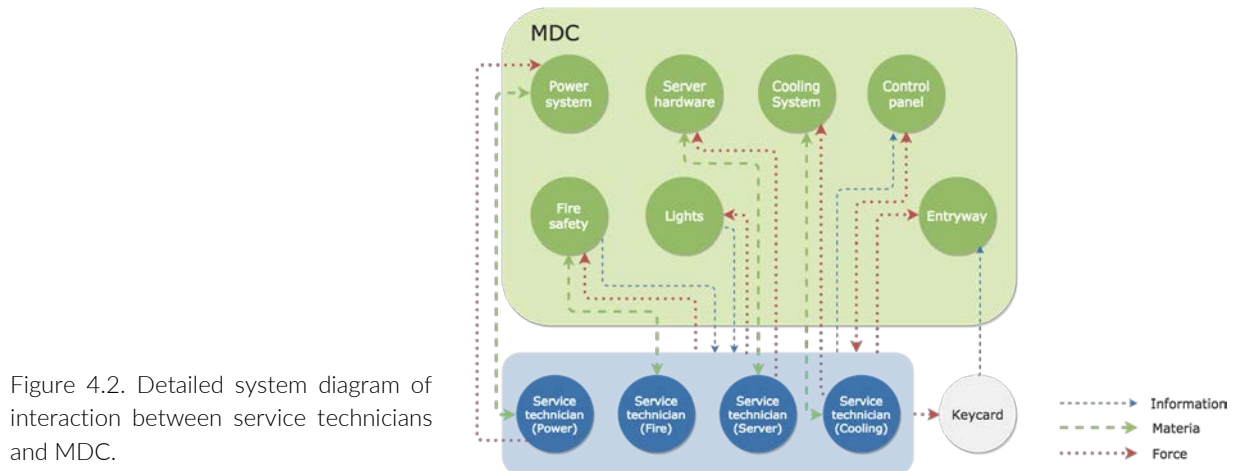 MDC
Power
system
Server
hardware
Cooling
System
Control
panel
Fire
safety
Lights
Entryway
Service
technician
(Power)
Service
technician
(Fire)
Service
technician
(Server)
Service
technician
(Cooling)
Keycard
Information
Materia
Force
Figure 4.2. Detailed system diagram of
interaction between service technicians
and MDC.